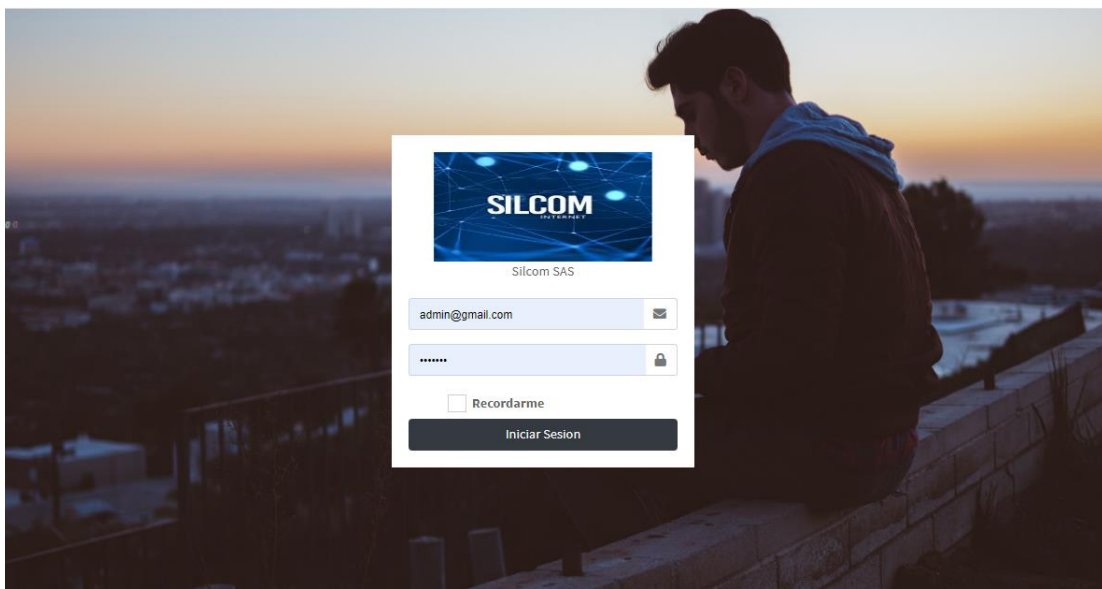 SILCOM
INTERNET
Silcom SAS
admin@gmail.com
•••••••
Recordarme
Iniciar Sesion